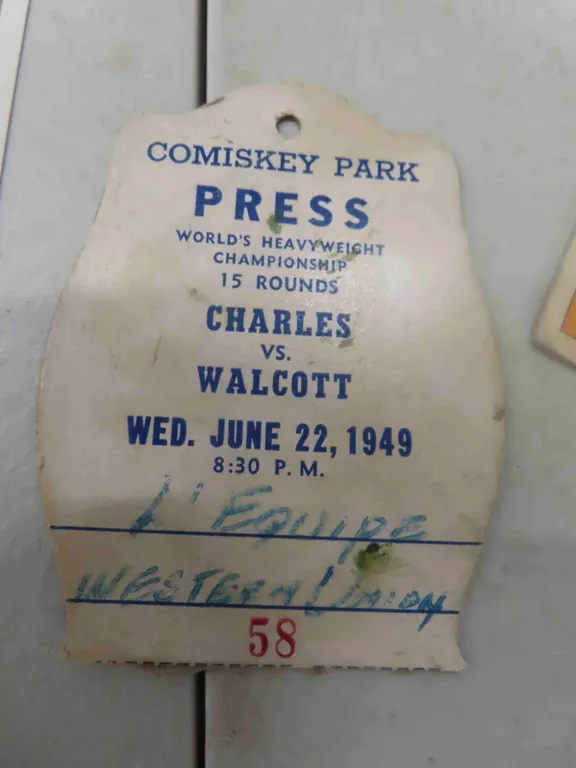 COMISKEY PARK
PRESS
WORLD'S HEAVYWEIGHT
CHAMPIONSHIP
15 ROUNDS
CHARLES
VS.
WALCOTT
WED. JUNE 22, 1949
8:30 P. M.
L'EQUIPE
WESTERN UNION
58